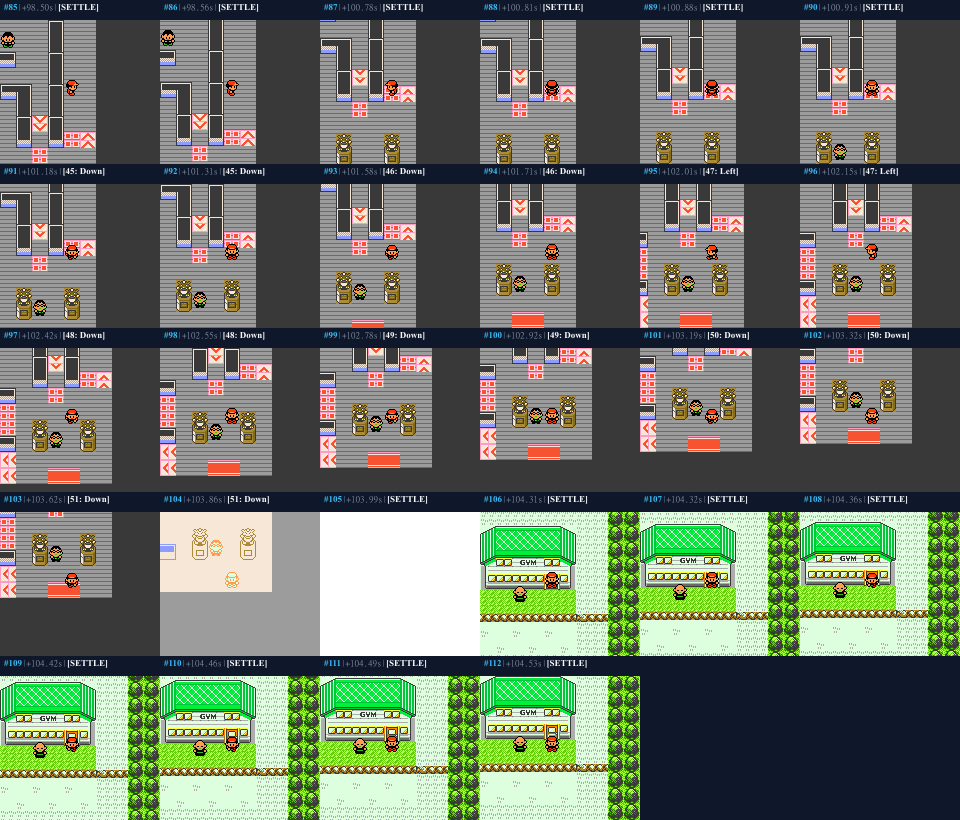 #85|+98.50s|[SETTLE]
#86|+98.56s|[SETTLE]
#87|+100.78s|[SETTLE]
#88|+100.81s|[SETTLE]
#89|+100.88s|[SETTLE]
#90|+100.91s|[SETTLE]
#91|+101.18s|[45: Down]
#92|+101.31s|[45: Down]
#93|+101.58s|[46: Down]
#94|+101.71s|[46: Down]
#95|+102.01s|[47: Left]
#96|+102.15s|[47: Left]
#97|+102.42s|[48: Down]
#98|+102.55s|[48: Down]
#99|+102.78s|[49: Down]
#100|+102.92s|[49: Down]
#101|+103.19s|[50: Down]
#102|+103.32s|[50: Down]
#103|+103.62s|[51: Down]
#104|+103.86s|[51: Down]
#105|+103.99s|[SETTLE]
#106|+104.31s|[SETTLE]
#107|+104.32s|[SETTLE]
#108|+104.36s|[SETTLE]
GYM
GYM
GYM
#109|+104.42s|[SETTLE]
#110|+104.46s|[SETTLE]
#111|+104.49s|[SETTLE]
#112|+104.53s|[SETTLE]
GYM
GYM
GYM
GYM